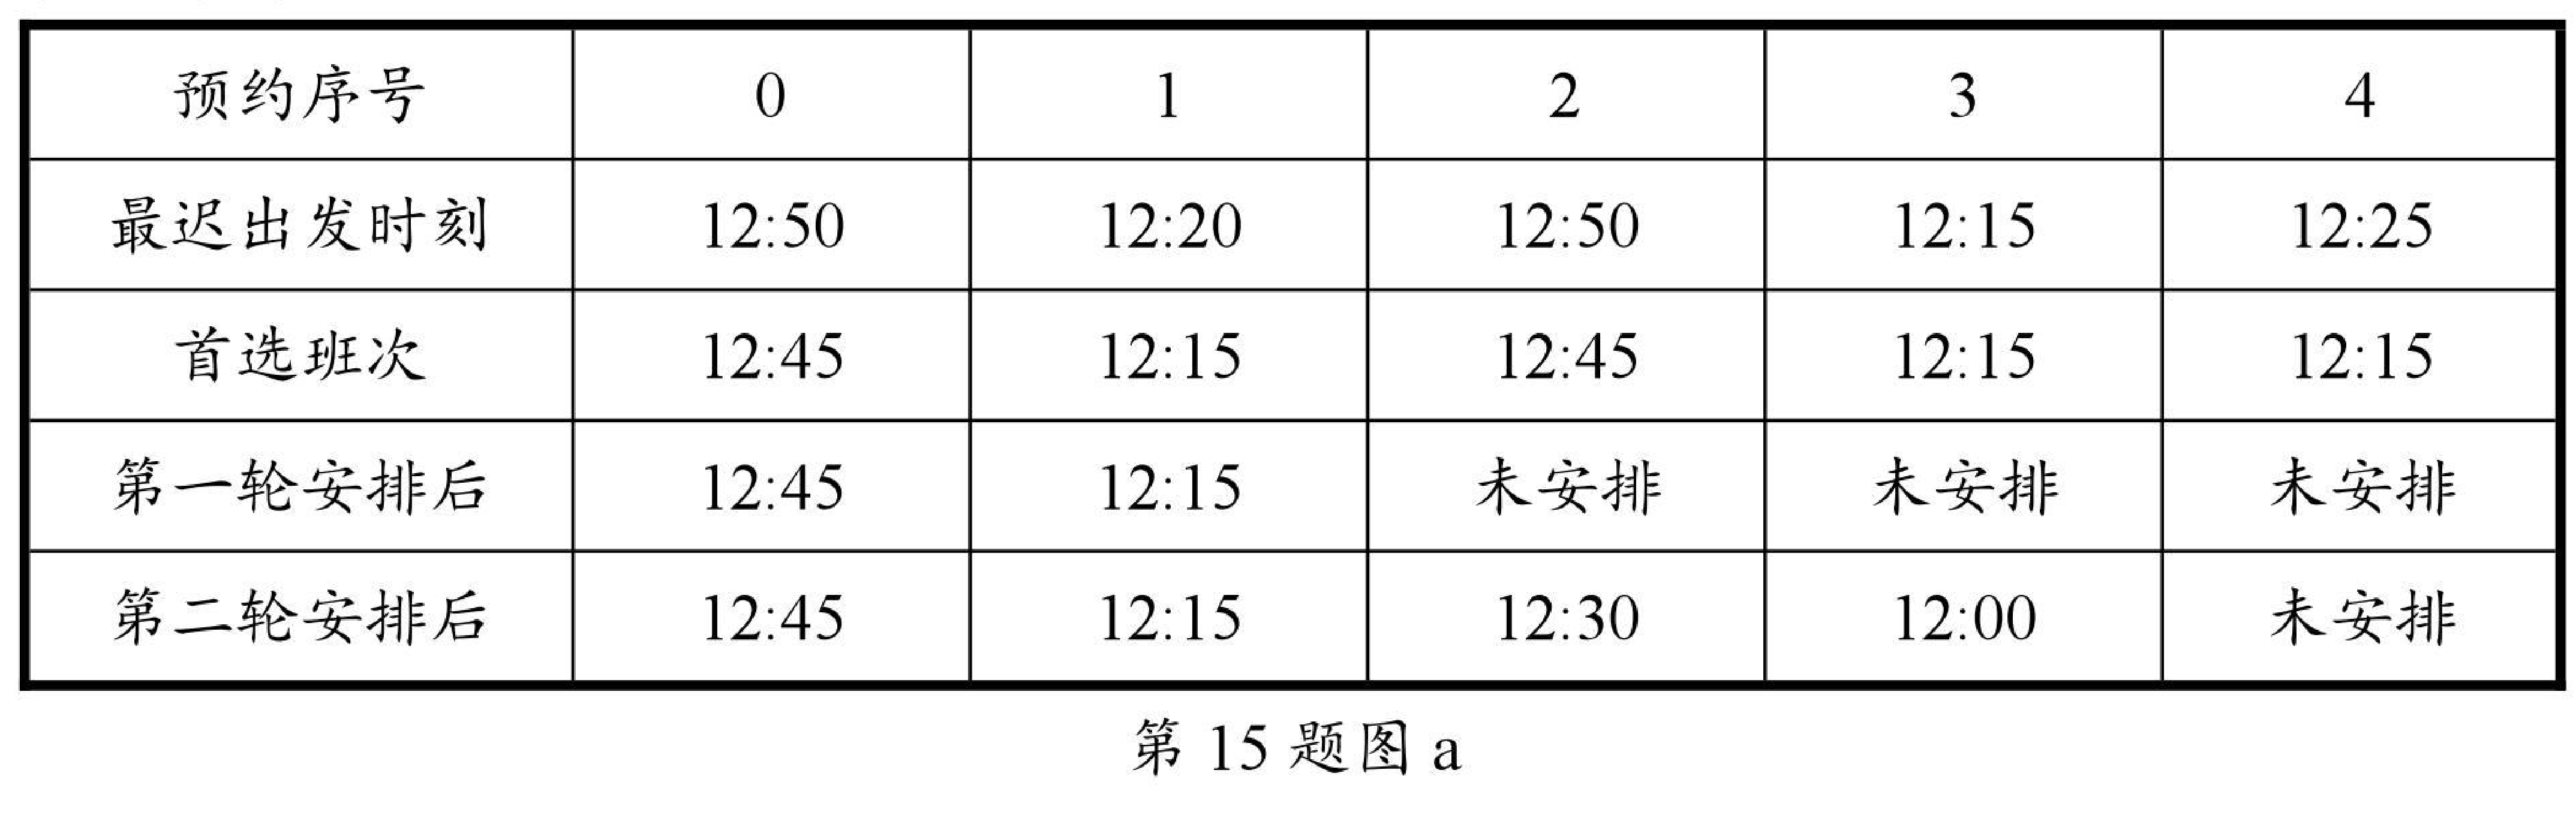 预约序号 0 1 2 3 4
最迟出发时刻 12:50 12:20 12:50 12:15 12:25
首选班次 12:45 12:15 12:45 12:15 12:15
第一轮安排后 12:45 12:15 未安排 未安排 未安排
第二轮安排后 12:45 12:15 12:30 12:00 未安排
第 15 题图 a